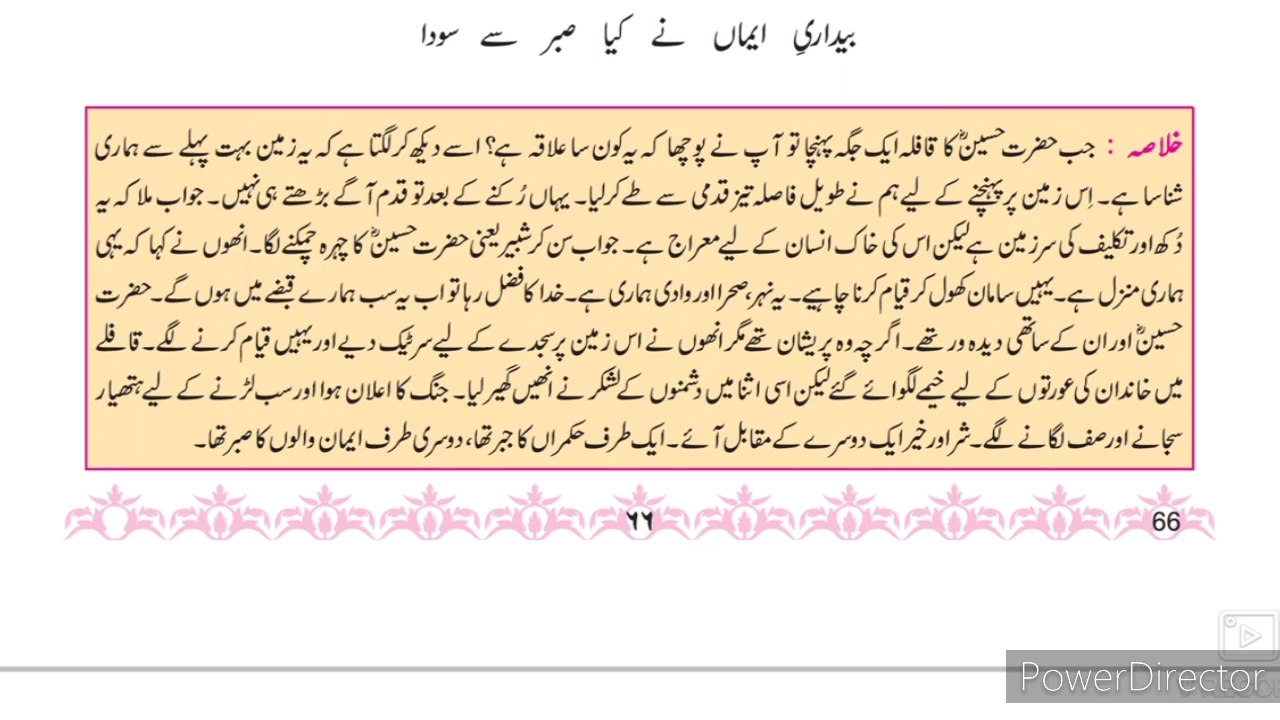 بیداریِ ایماں نے کیا صبر سے سودا
خلاصہ : جب حضرت حسینؓ کا قافلہ ایک جگہ پہنچا تو آپ نے پوچھا کہ یہ کون سا علاقہ ہے؟ اسے دیکھ کر لگتا ہے کہ یہ زمین بہت پہلے سے ہماری
شناسا ہے۔ اِس زمین پر پہنچنے کے لیے ہم نے طویل فاصلہ تیز قدمی سے طے کرلیا۔ یہاں رُکنے کے بعد تو قدم آگے بڑھتے ہی نہیں۔ جواب ملا کہ یہ
دُکھ اور تکلیف کی سرزمین ہے لیکن اس کی خاک انسان کے لیے معراج ہے۔ جواب سن کر شبیر یعنی حضرت حسینؓ کا چہرہ چمکنے لگا۔ انھوں نے کہا کہ یہی
ہماری منزل ہے۔ یہیں سامان کھول کر قیام کرنا چاہیے۔ یہ نہر، صحرا اور وادی ہماری ہے۔ خدا کا فضل رہا تو اب یہ سب ہمارے قبضے میں ہوں گے۔ حضرت
حسینؓ اور ان کے ساتھی دیدہ ور تھے۔ اگرچہ وہ پریشان تھے مگر انھوں نے اس زمین پر سجدے کے لیے سر ٹیک دیے اور یہیں قیام کرنے لگے۔ قافلے
میں خاندان کی عورتوں کے لیے خیمے لگوائے گئے لیکن اسی اثنا میں دشمنوں کے لشکر نے انھیں گھیر لیا۔ جنگ کا اعلان ہوا اور سب لڑنے کے لیے ہتھیار
سجانے اور صف لگانے لگے۔ شر اور خیر ایک دوسرے کے مقابل آئے۔ ایک طرف حکمراں کا جبر تھا، دوسری طرف ایمان والوں کا صبر تھا۔
۶۶
66
PowerDirector